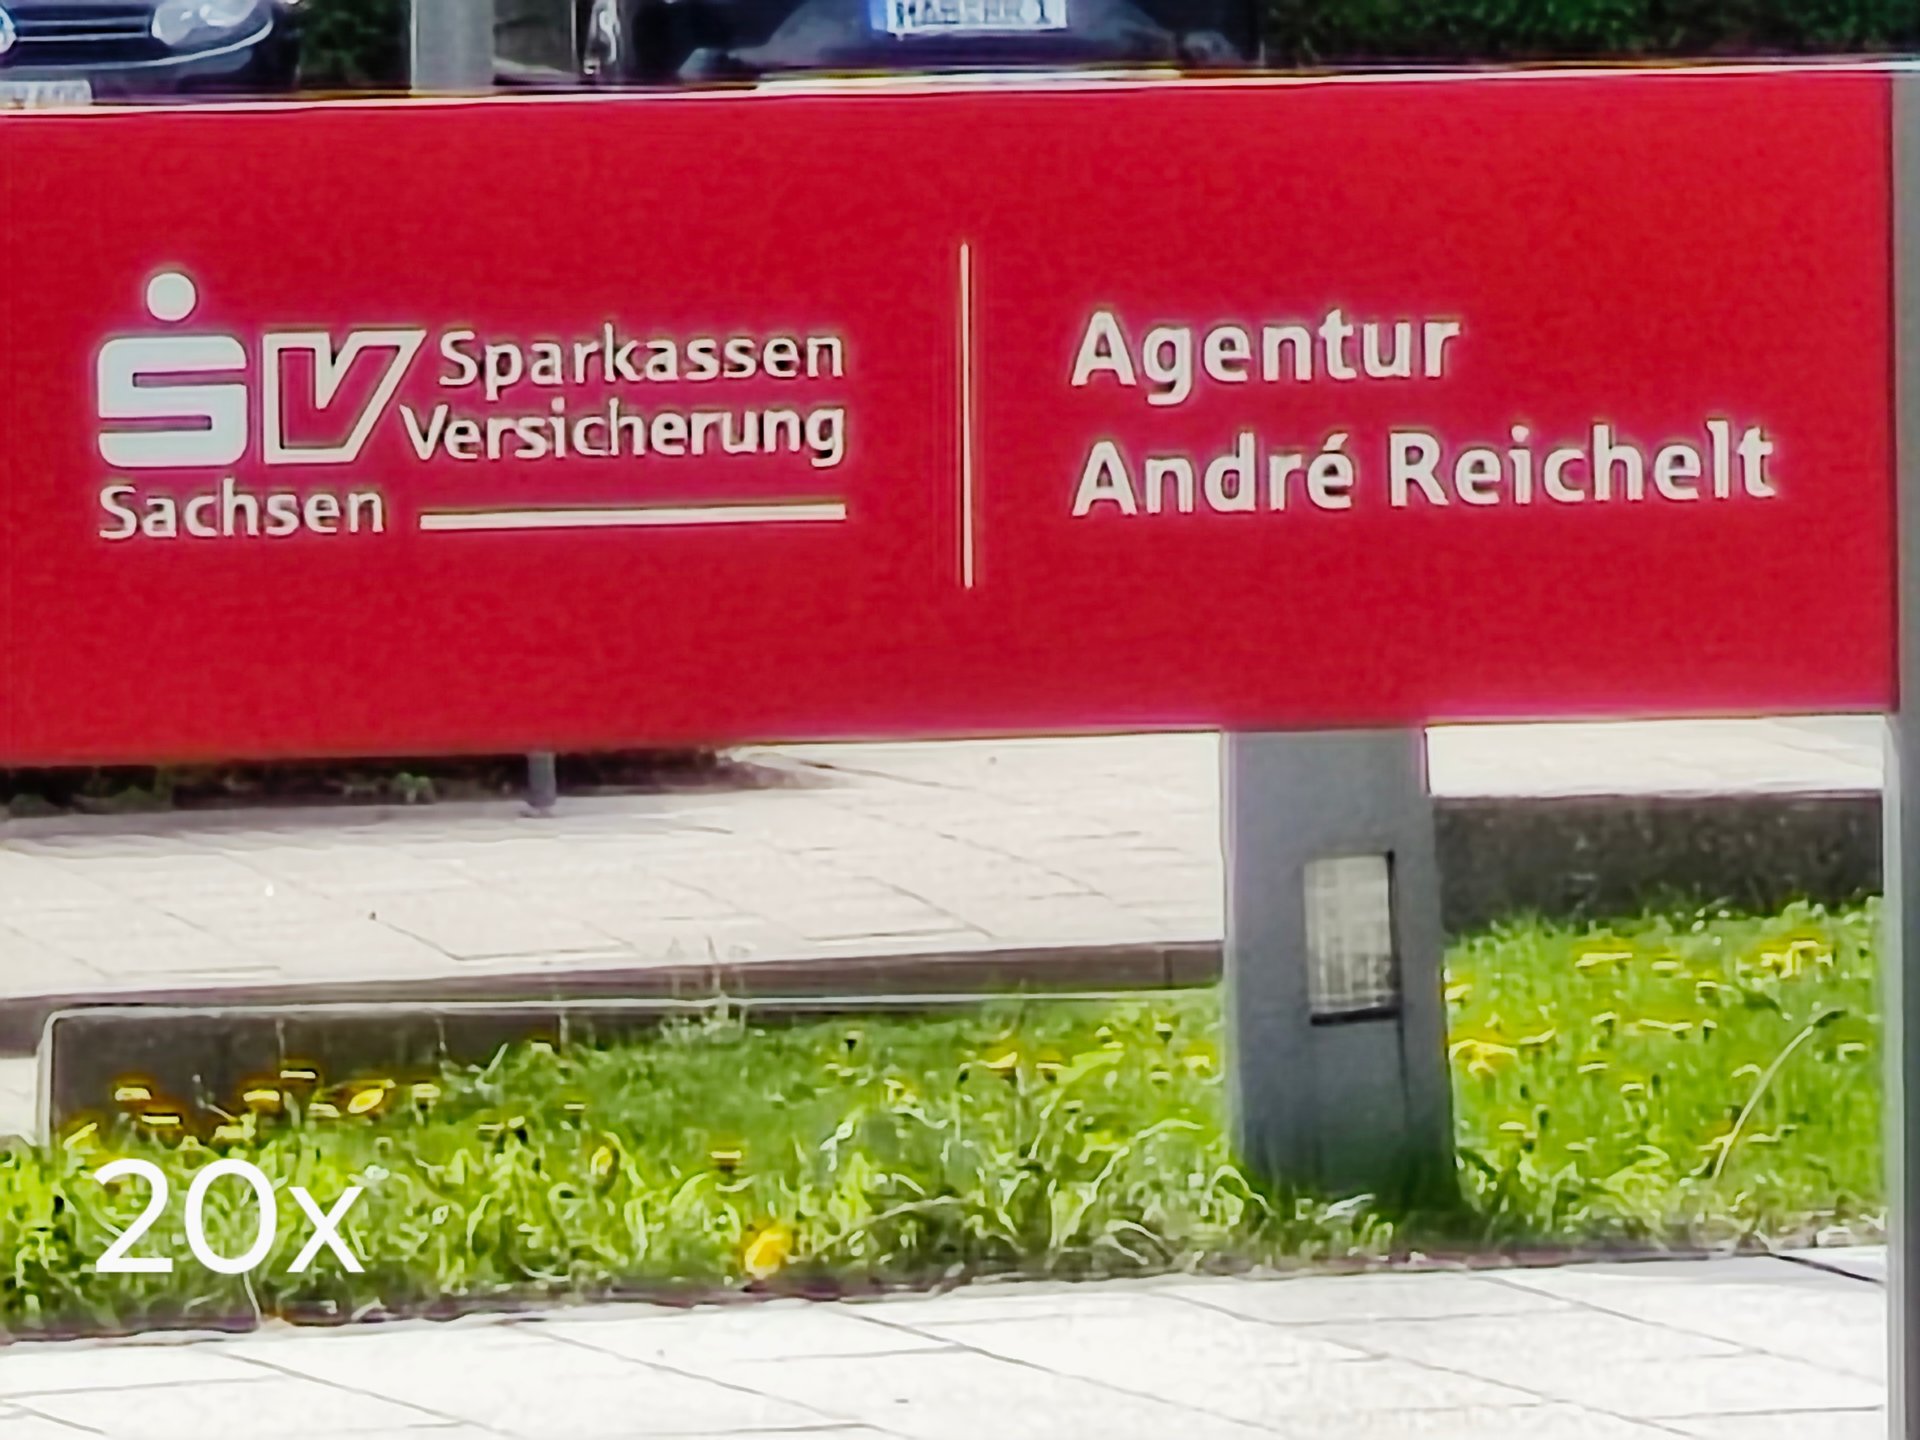 SV Sparkassen
Versicherung
Sachsen
Agentur
André Reichelt
20x